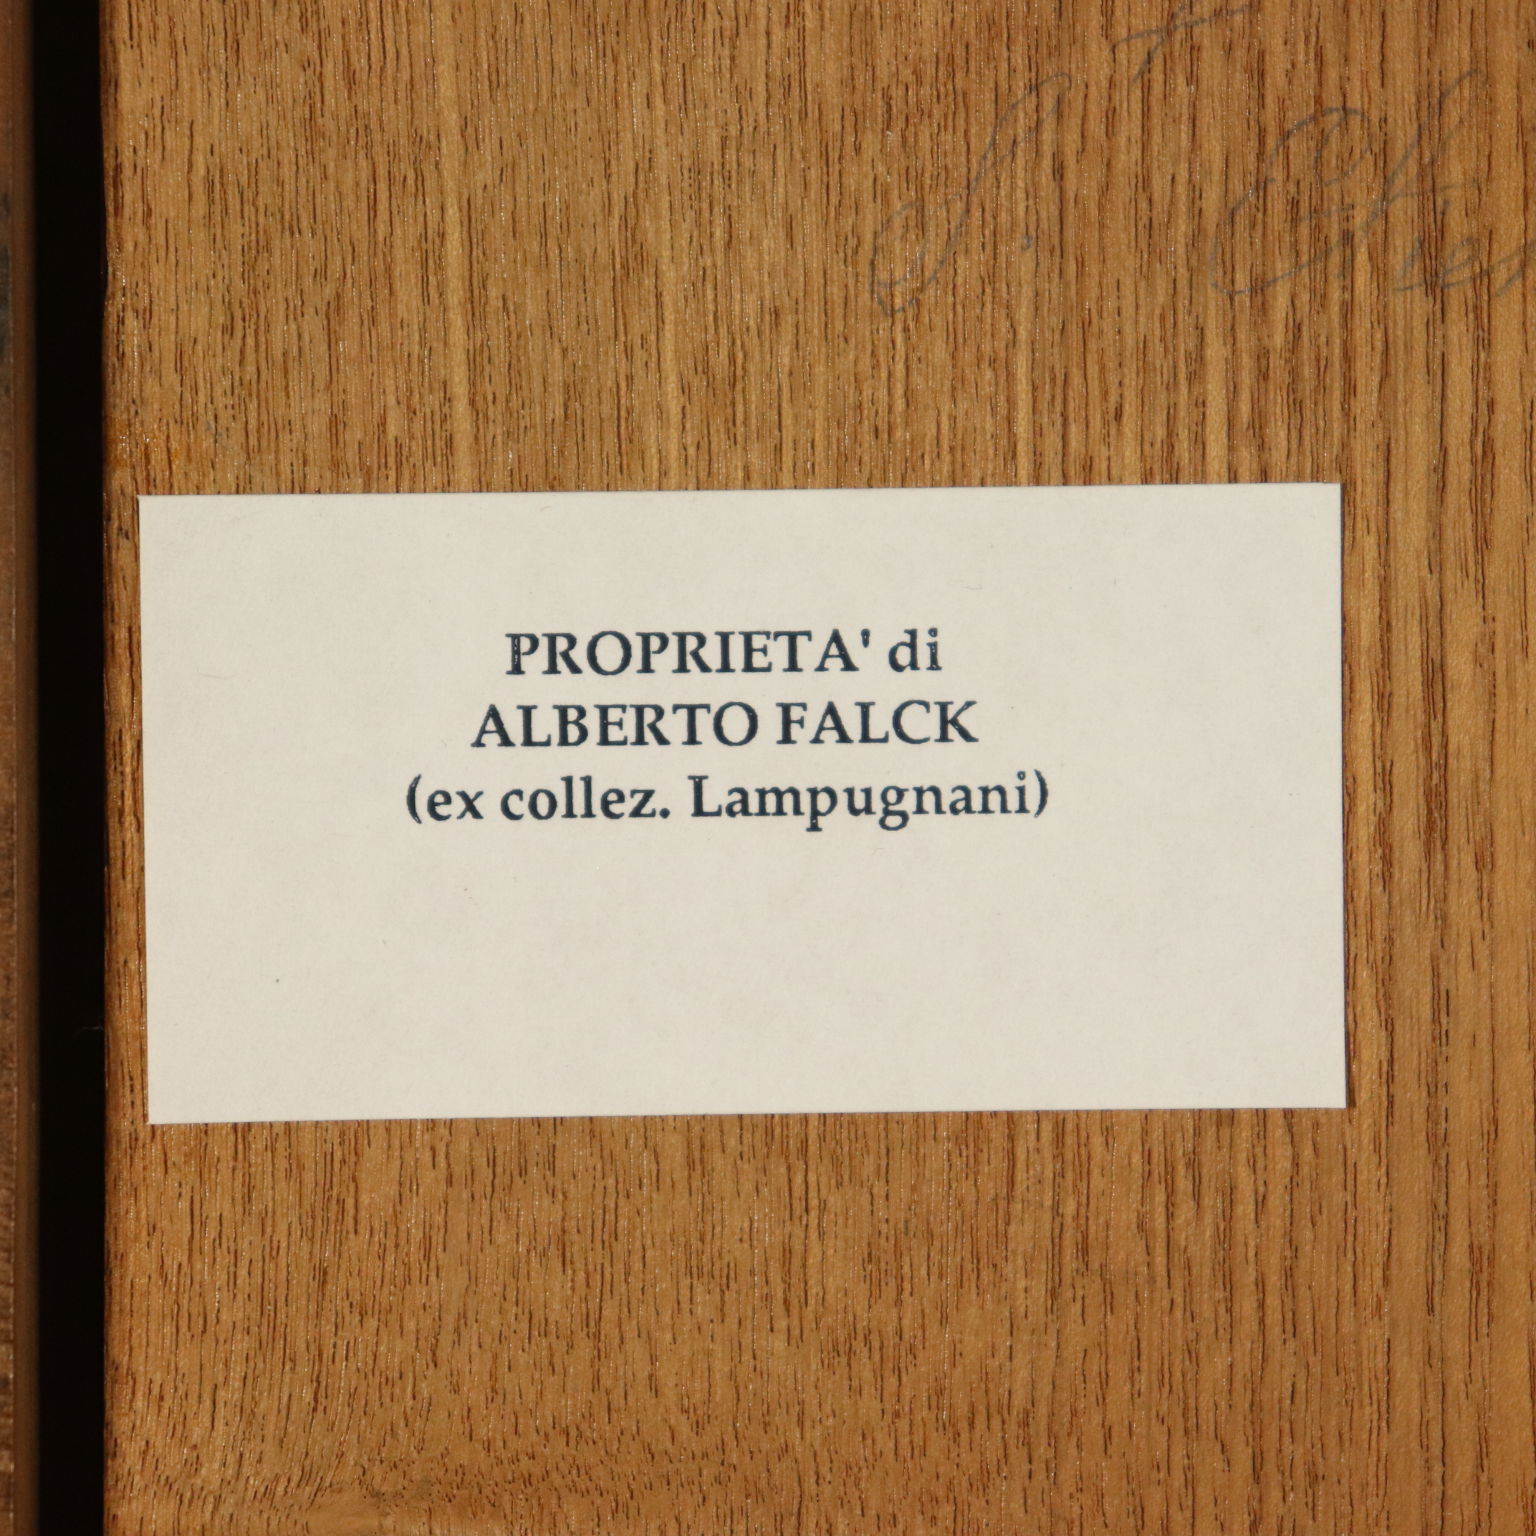 PROPRIETA' di
ALBERTO FALCK
(ex collez. Lampugnani)